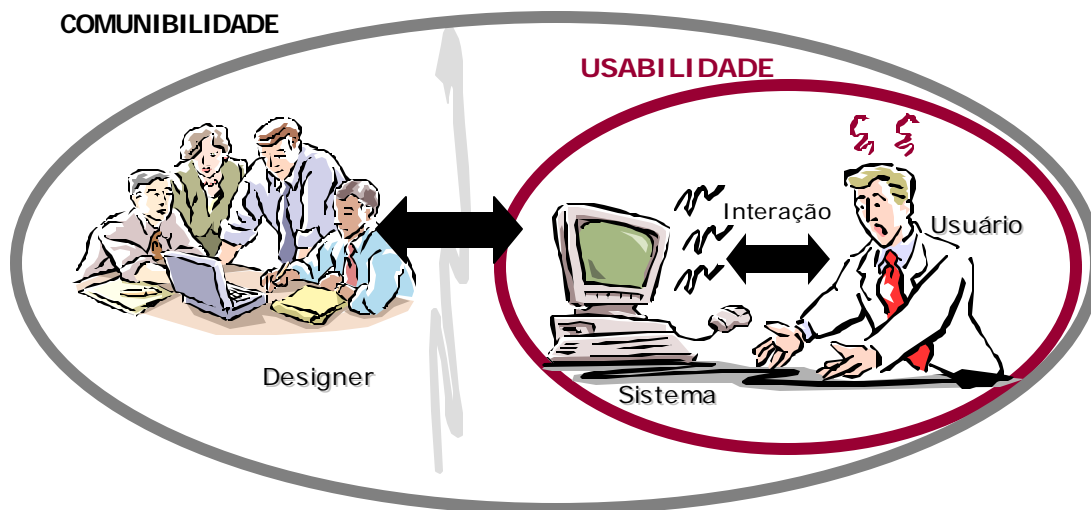 COMUNIBILIDADE
USABILIDADE
Interação
Usuário
Designer
Sistema